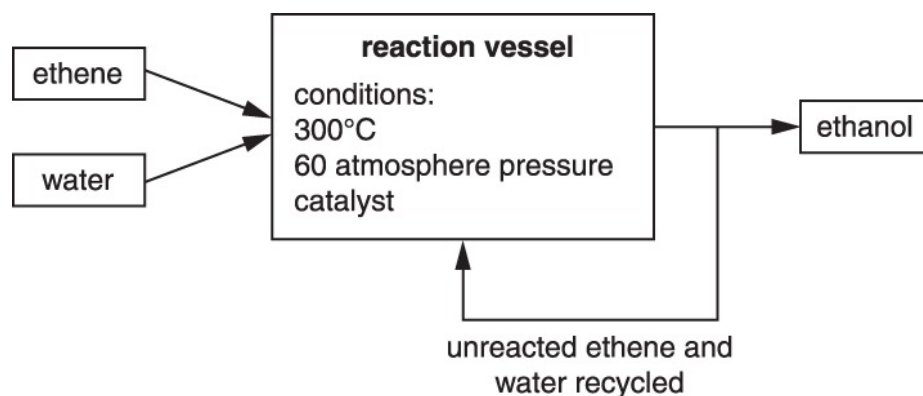 ethene
water
reaction vessel
conditions:
300°C
60 atmosphere pressure
catalyst
ethanol
unreacted ethene and
water recycled